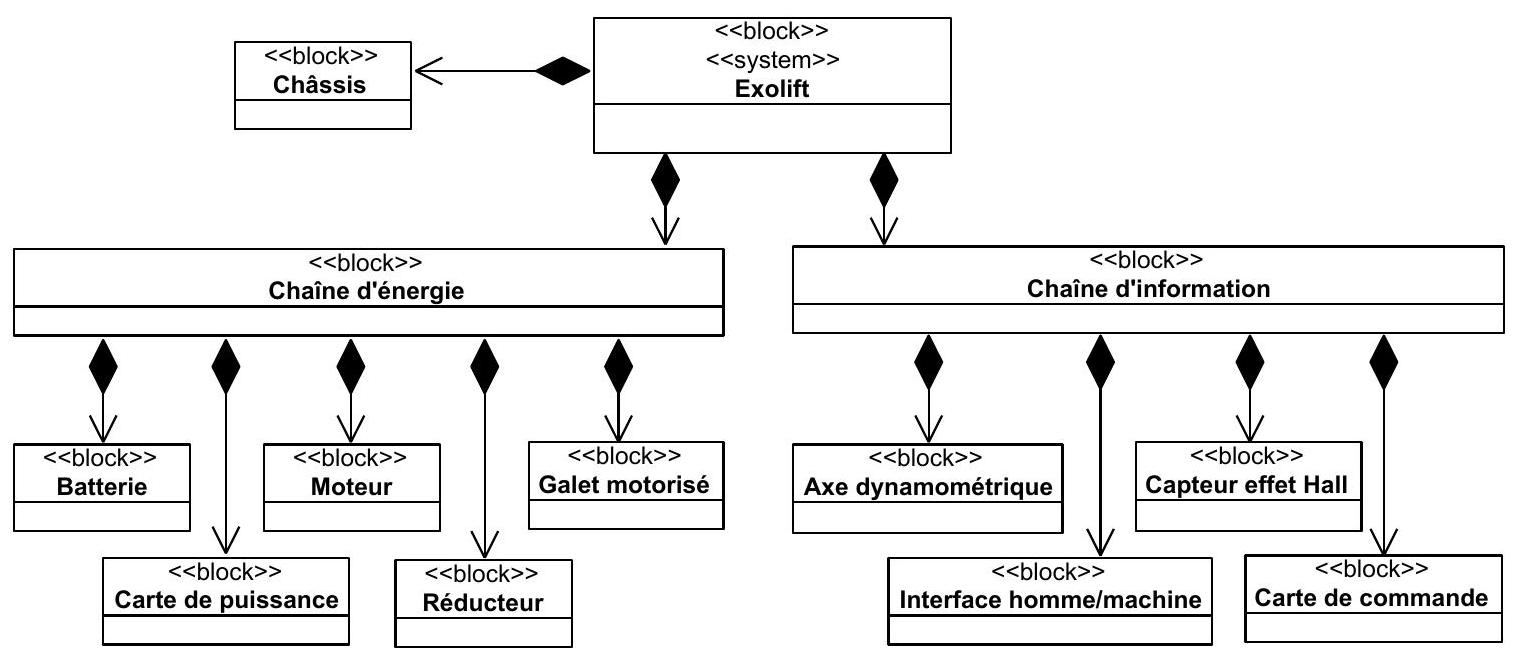 <<block>>
<<system>>
Exolift
<<block>>
Châssis
<<block>>
Chaîne d'énergie
<<block>>
Chaîne d'information
<<block>>
Batterie
<<block>>
Moteur
<<block>>
Galet motorisé
<<block>>
Axe dynamométrique
<<block>>
Capteur effet Hall
<<block>>
Carte de puissance
<<block>>
Réducteur
<<block>>
Interface homme/machine
<<block>>
Carte de commande